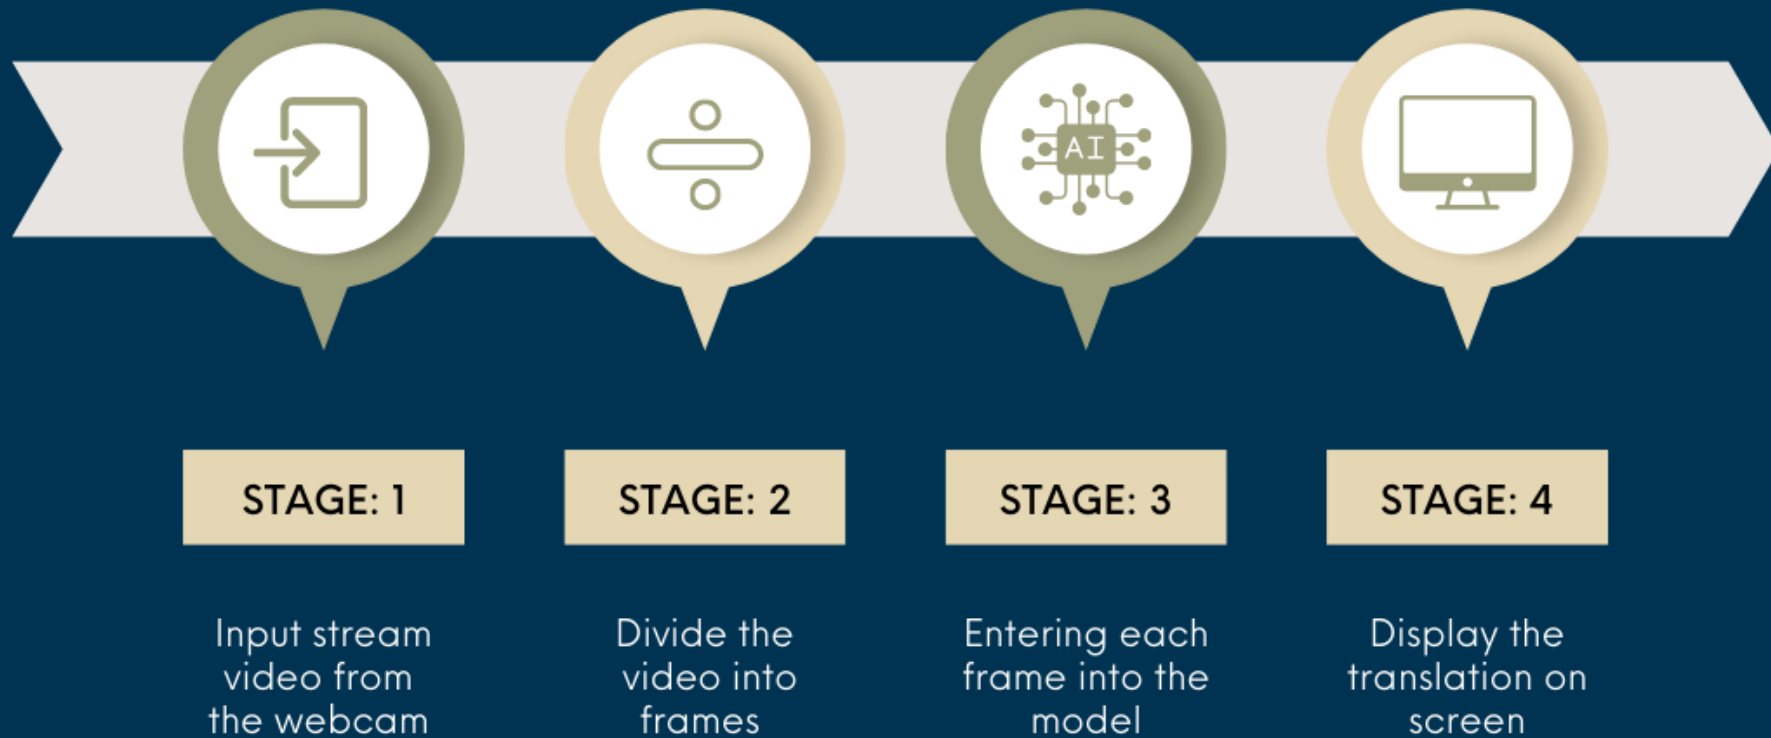 AI
STAGE: 1
STAGE: 2
STAGE: 3
STAGE: 4
Input stream
video from
the webcam
Divide the
video into
frames
Entering each
frame into the
model
Display the
translation on
screen